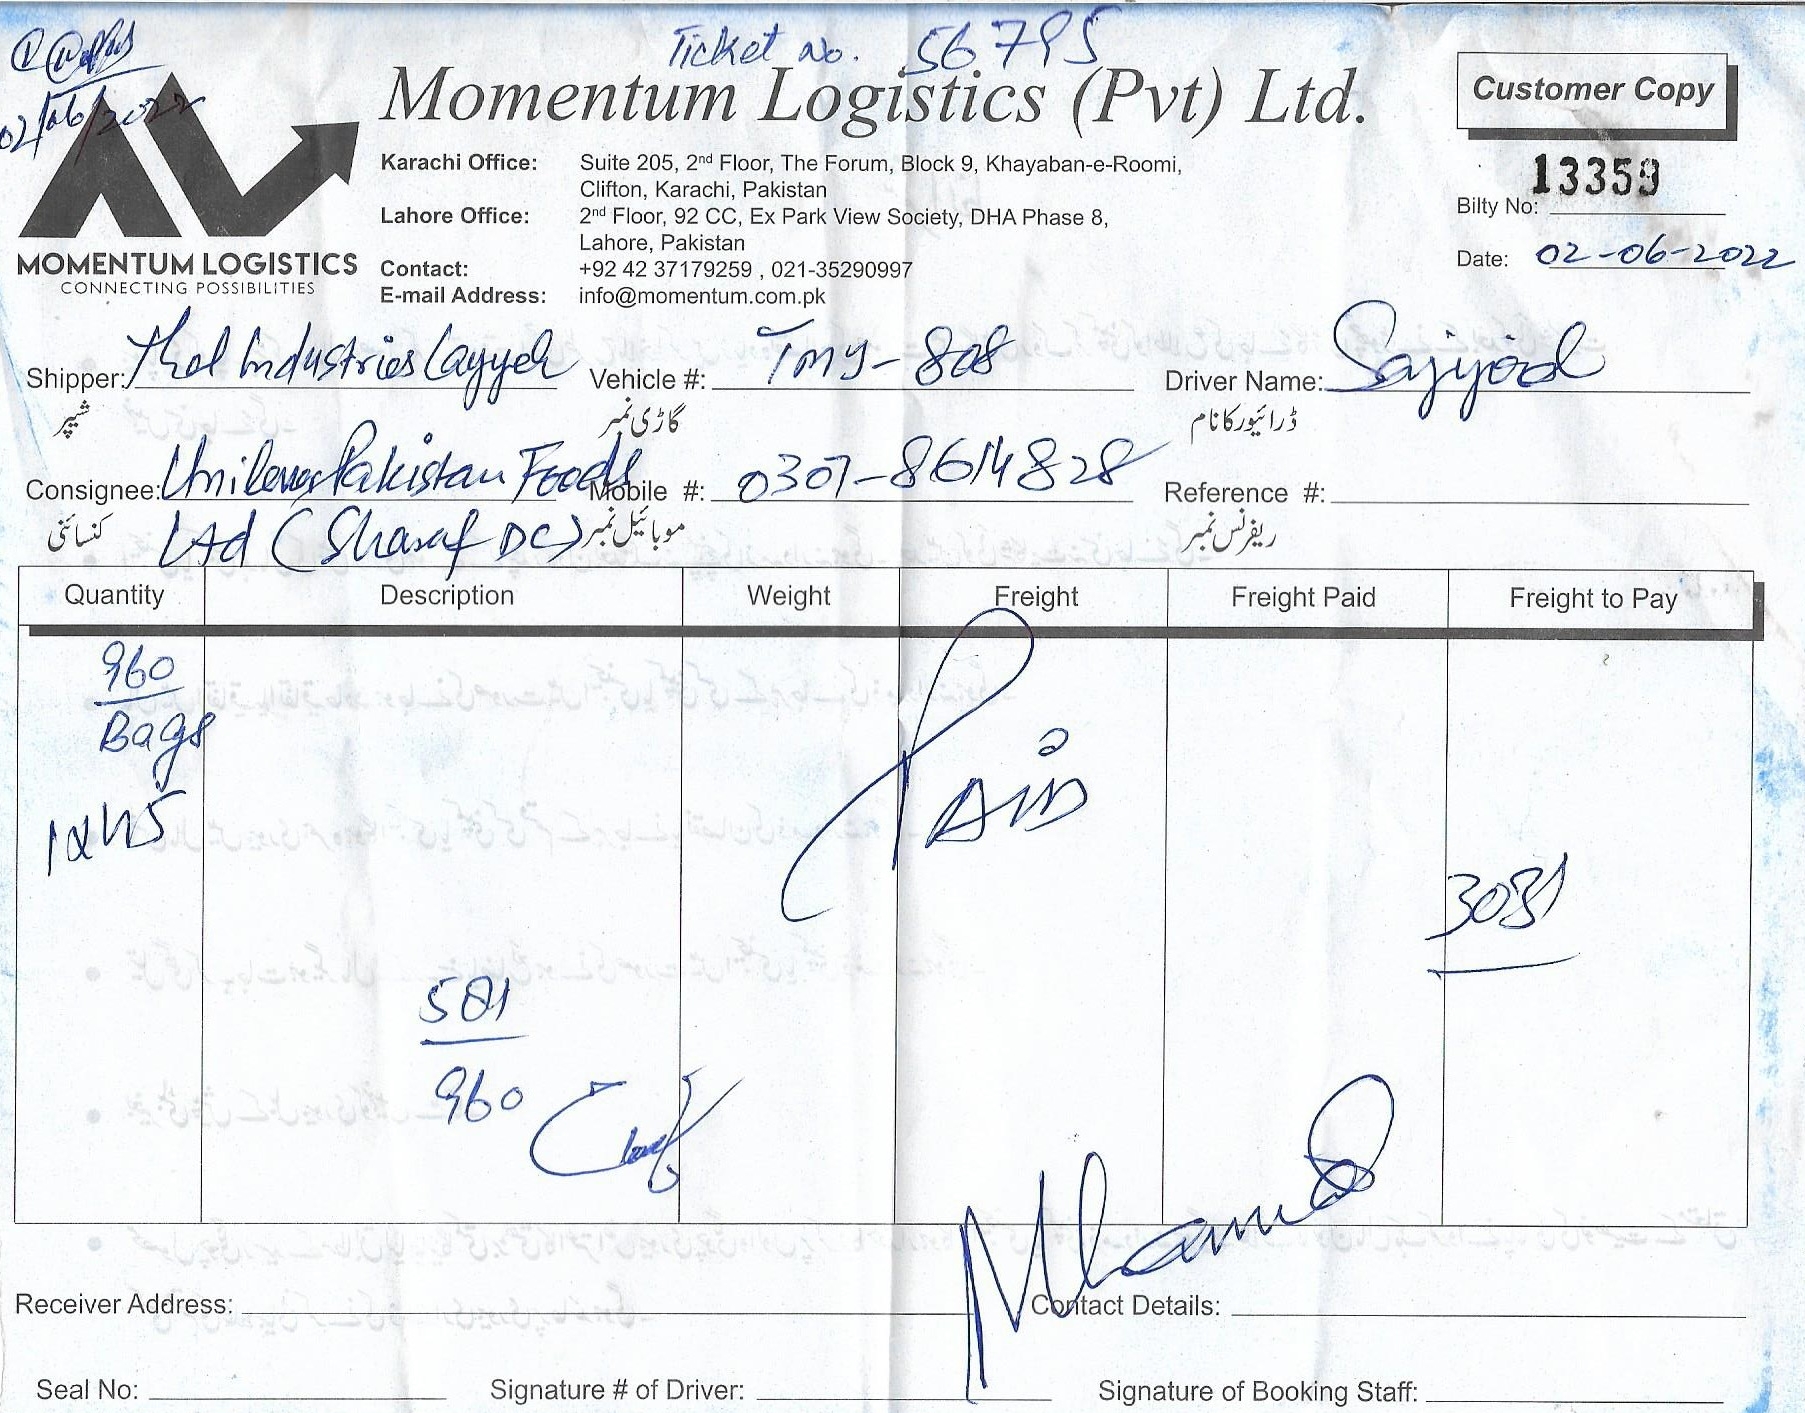 Ticket No. 56795
Momentum Logistics (Pvt) Ltd.
Customer Copy
02/06/2022
MOMENTUM LOGISTICS
CONNECTING POSSIBILITIES
Karachi Office: Suite 205, 2nd Floor, The Forum, Block 9, Khayaban-e-Roomi,
Clifton, Karachi, Pakistan
Lahore Office: 2nd Floor, 92 CC, Ex Park View Society, DHA Phase 8,
Lahore, Pakistan
Contact: +92 42 37179259 , 021-35290997
E-mail Address: info@momentum.com.pk
Bilty No: 13359
Date: 02-06-2022
Shipper: Thal Industries Layyah Vehicle #: TMY-808 Driver Name: Sajjad
شیپر گاڑی نمبر ڈرائیور کا نام
Consignee: Unilever Pakistan Foods Mobile #: 0307-8614828 Reference #:
کنسائنی Ltd (Sharaf DC) موبائیل نمبر ریفرنس نمبر
Quantity Description Weight Freight Freight Paid Freight to Pay
960
Bags
PAID
3031
501
960
Receiver Address: Contact Details:
Seal No: Signature # of Driver: Signature of Booking Staff: